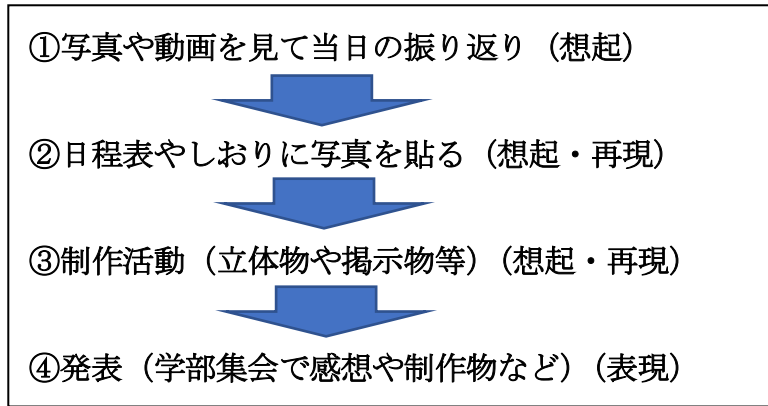 ①写真や動画を見て当日の振り返り（想起）
②日程表やしおりに写真を貼る（想起・再現）
③制作活動（立体物や掲示物等）（想起・再現）
④発表（学部集会で感想や制作物など）（表現）